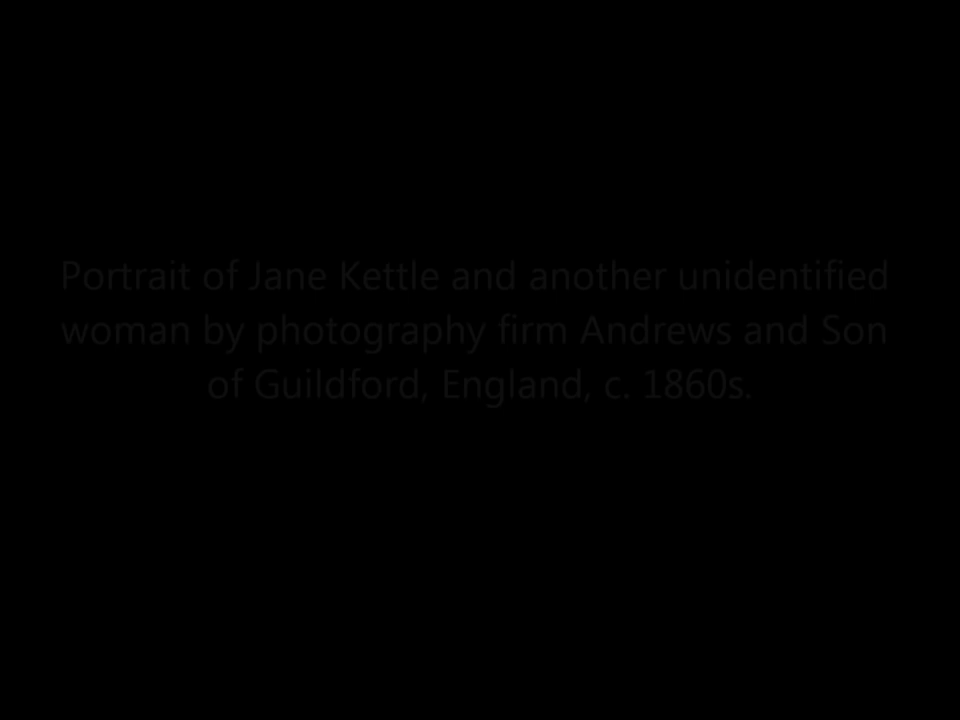 Portrait of Jane Kettle and another unidentified
woman by photography firm Andrews and Son
of Guildford, England, c. 1860s.